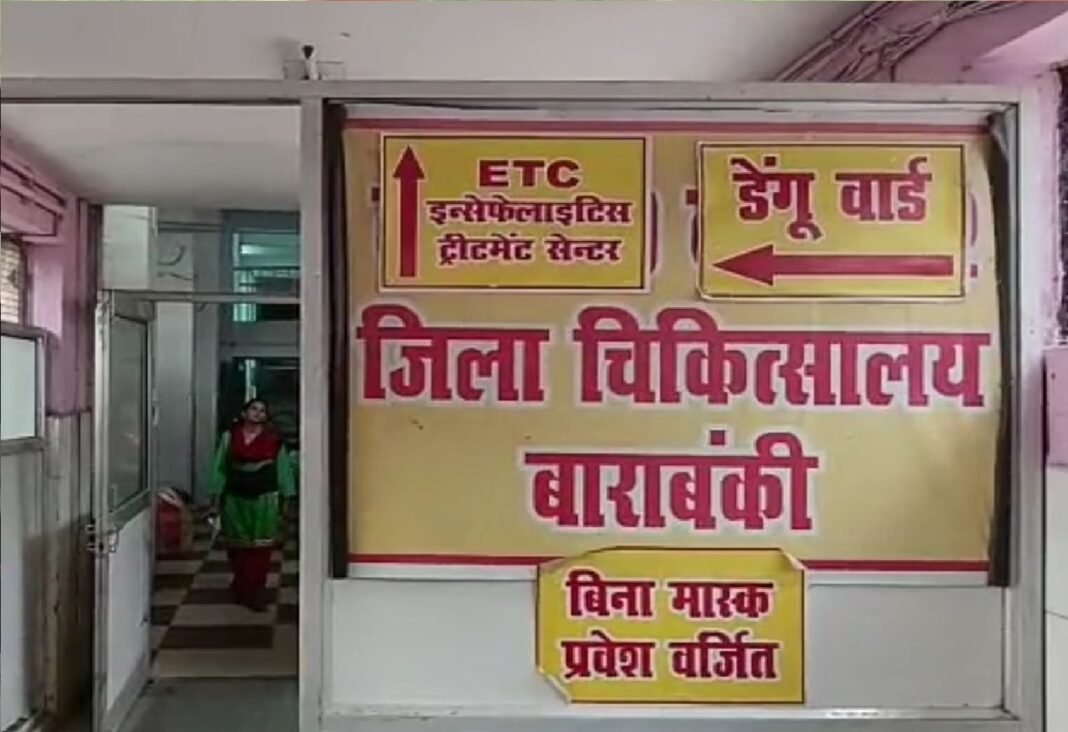 ETC
इन्सेफेलाइटिस
ट्रीटमेंट सेन्टर
डेंगू वार्ड
जिला चिकित्सालय
बाराबंकी
बिना मास्क
प्रवेश वर्जित